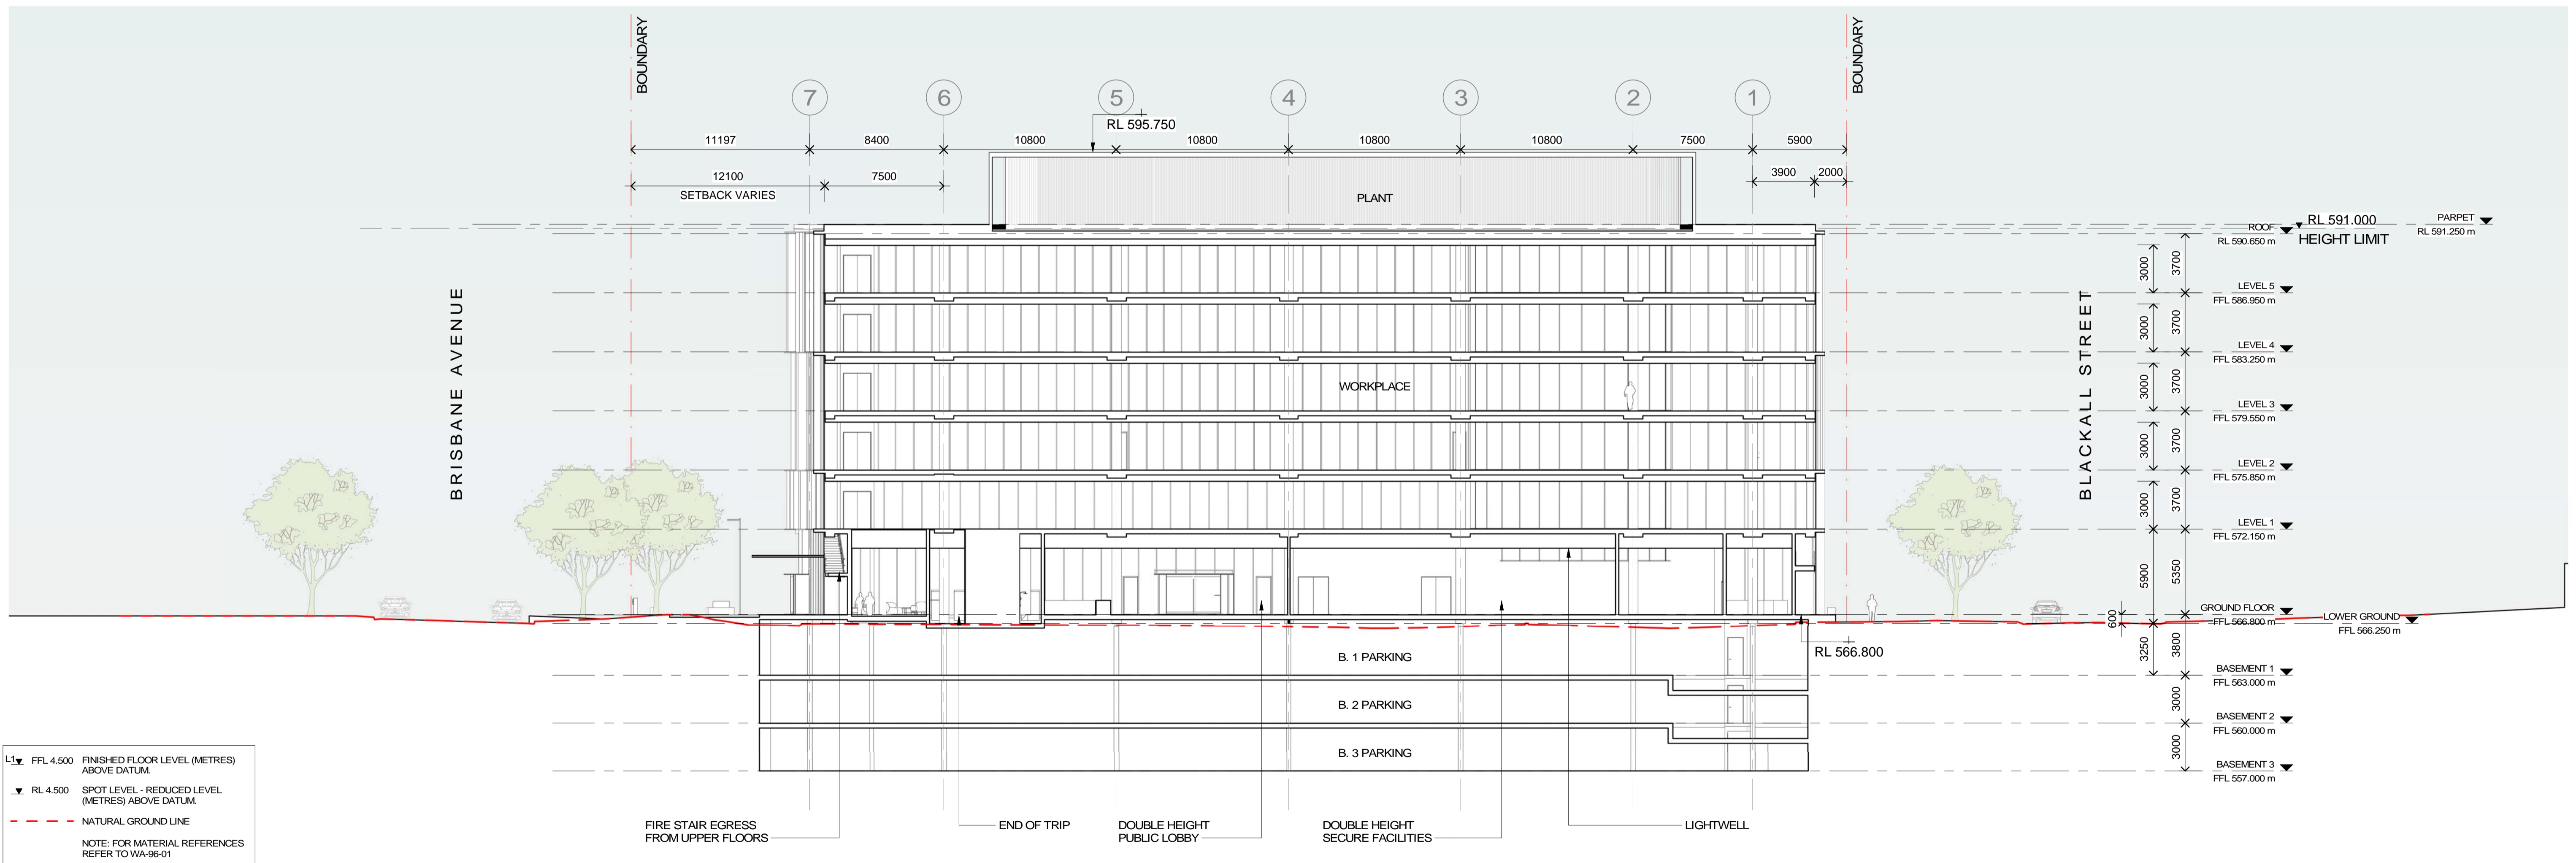 BOUNDARY
BOUNDARY
7
6
5
4
3
2
1
RL 595.750
11197
8400
10800
10800
10800
10800
7500
5900
12100
7500
3900
2000
SETBACK VARIES
PLANT
BRISBANE AVENUE
WORKPLACE
BLACKALL STREET
RL 591.000
HEIGHT LIMIT
PARPET
RL 591.250 m
ROOF
RL 590.650 m
3000
3700
LEVEL 5
FFL 586.950 m
3000
3700
LEVEL 4
FFL 583.250 m
3000
3700
LEVEL 3
FFL 579.550 m
3000
3700
LEVEL 2
FFL 575.850 m
3000
3700
LEVEL 1
FFL 572.150 m
5900
5350
GROUND FLOOR
FFL 566.800 m
600
LOWER GROUND
FFL 566.250 m
RL 566.800
3250
3800
B. 1 PARKING
BASEMENT 1
FFL 563.000 m
3000
B. 2 PARKING
BASEMENT 2
FFL 560.000 m
3000
B. 3 PARKING
BASEMENT 3
FFL 557.000 m
FIRE STAIR EGRESS
FROM UPPER FLOORS
END OF TRIP
DOUBLE HEIGHT
PUBLIC LOBBY
DOUBLE HEIGHT
SECURE FACILITIES
LIGHTWELL
L1 FFL 4.500 FINISHED FLOOR LEVEL (METRES)
ABOVE DATUM.
RL 4.500 SPOT LEVEL - REDUCED LEVEL
(METRES) ABOVE DATUM.
NATURAL GROUND LINE
NOTE: FOR MATERIAL REFERENCES
REFER TO WA-96-01